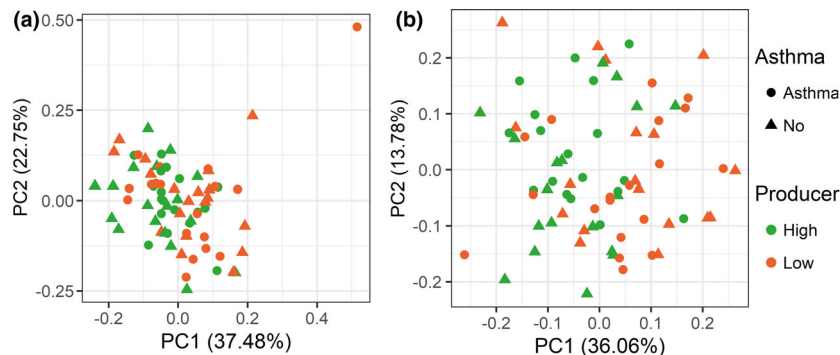 (a)
0.50
0.25
0.00
-0.25
PC2 (22.75%)
-0.2 0.0 0.2 0.4
PC1 (37.48%)
(b)
0.2
0.1
0.0
-0.1
-0.2
PC2 (13.78%)
-0.2 -0.1 0.0 0.1 0.2
PC1 (36.06%)
Asthma
Asthma
No
Producer
High
Low